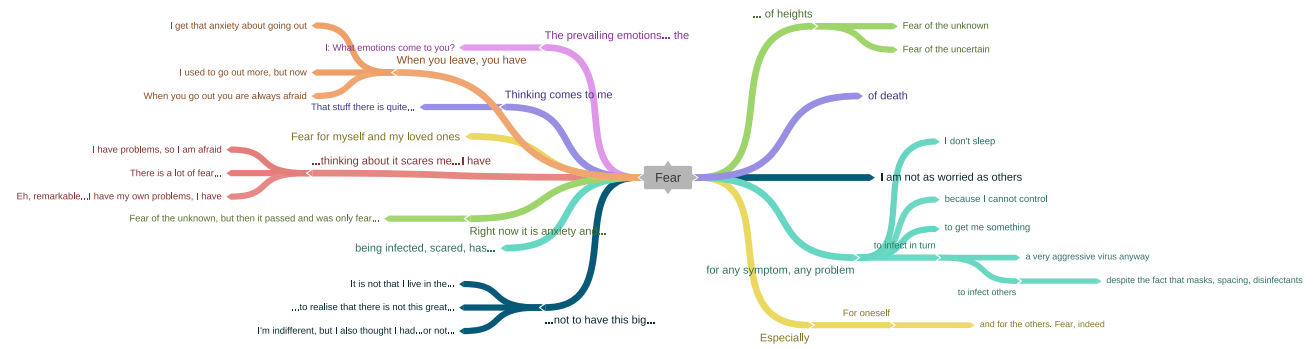 I get that anxiety about going out
I: What emotions come to you?
The prevailing emotions... the
When you leave, you have
I used to go out more, but now
When you go out you are always afraid
Thinking comes to me
That stuff there is quite...
Fear for myself and my loved ones
I have problems, so I am afraid
...thinking about it scares me...I have
There is a lot of fear...
Eh, remarkable...I have my own problems, I have
Fear of the unknown, but then it passed and was only fear...
Right now it is anxiety and...
being infected, scared, has...
It is not that I live in the...
...to realise that there is not this great...
...not to have this big...
I'm indifferent, but I also thought I had...or not...
Fear
... of heights
Fear of the unknown
Fear of the uncertain
of death
I don't sleep
I am not as worried as others
because I cannot control
to get me something
to infect in turn
a very aggressive virus anyway
for any symptom, any problem
despite the fact that masks, spacing, disinfectants
to infect others
For oneself
and for the others. Fear, indeed
Especially